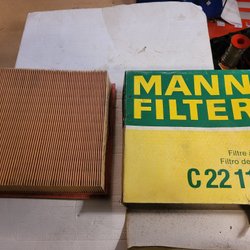 MANN
FILTER
Filtre
Filtro de
C 22 11